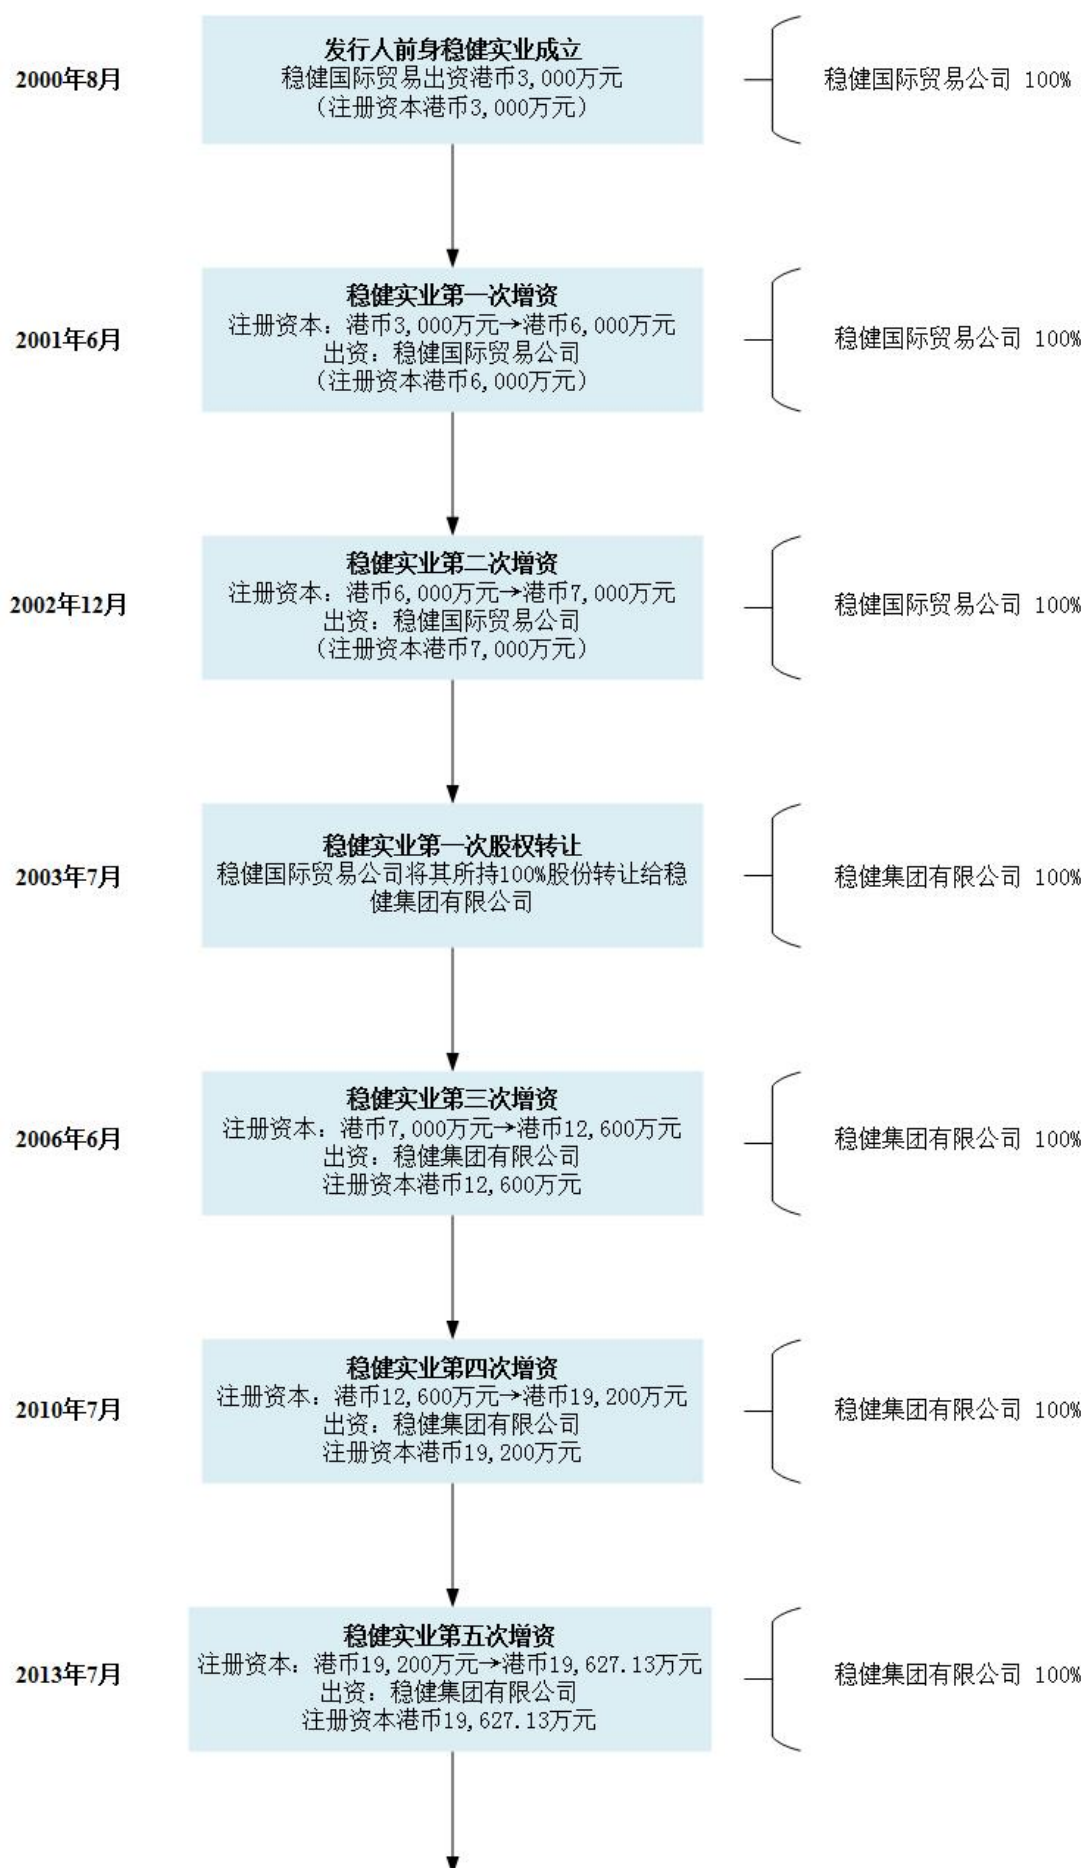 发行人前身稳健实业成立
2000年8月
稳健国际贸易出资港币3,000万元
（注册资本港币3,000万元）
稳健国际贸易公司 100%
稳健实业第一次增资
注册资本：港币3,000万元→港币6,000万元
2001年6月
出资：稳健国际贸易公司
（注册资本港币6,000万元）
稳健国际贸易公司 100%
稳健实业第二次增资
注册资本：港币6,000万元→港币7,000万元
2002年12月
出资：稳健国际贸易公司
（注册资本港币7,000万元）
稳健国际贸易公司 100%
稳健实业第一次股权转让
2003年7月
稳健国际贸易公司将其所持100%股份转让给稳
健集团有限公司
稳健集团有限公司 100%
稳健实业第三次增资
注册资本：港币7,000万元→港币12,600万元
2006年6月
出资：稳健集团有限公司
注册资本港币12,600万元
稳健集团有限公司 100%
稳健实业第四次增资
注册资本：港币12,600万元→港币19,200万元
2010年7月
出资：稳健集团有限公司
注册资本港币19,200万元
稳健集团有限公司 100%
稳健实业第五次增资
注册资本：港币19,200万元→港币19,627.13万元
2013年7月
出资：稳健集团有限公司
注册资本港币19,627.13万元
稳健集团有限公司 100%